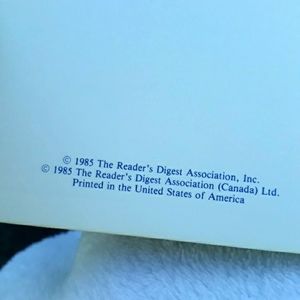 © 1985 The Reader's Digest Association, Inc.
© 1985 The Reader's Digest Association (Canada) Ltd.
Printed in the United States of America